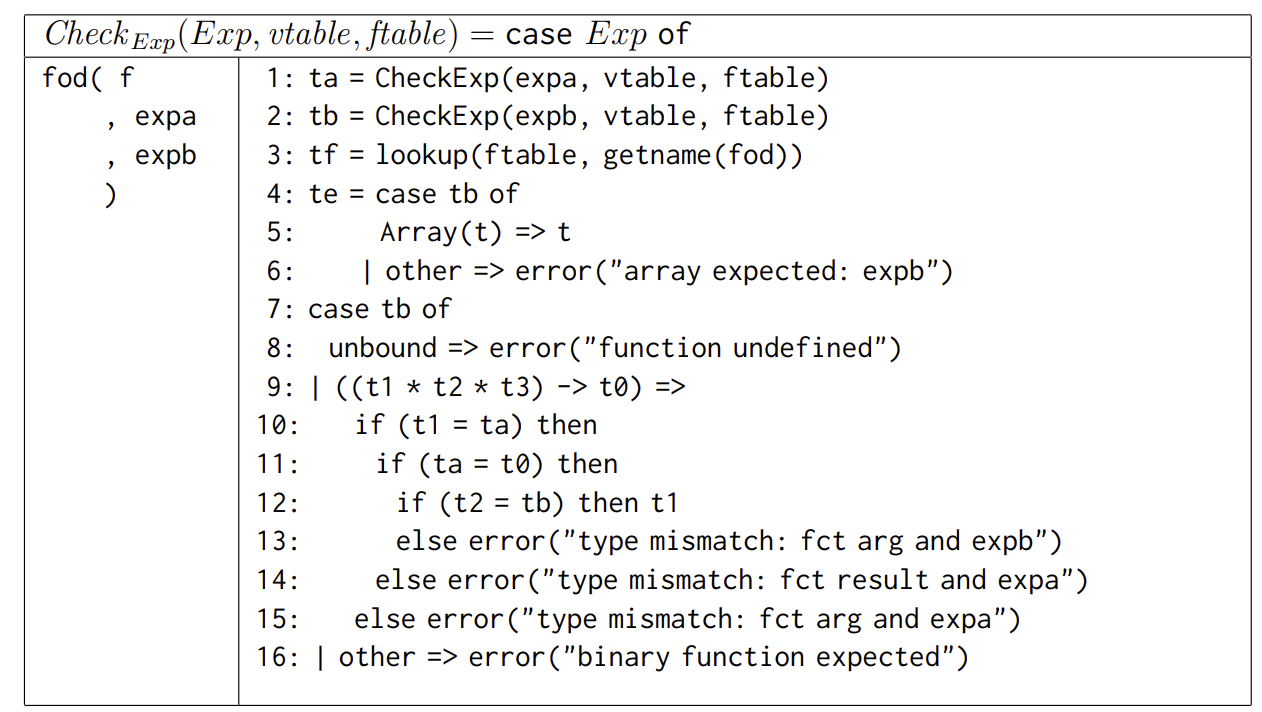 Check_Exp(Exp, vtable, ftable) = case Exp of
fod( f
, expa
, expb
)
1: ta = CheckExp(expa, vtable, ftable)
2: tb = CheckExp(expb, vtable, ftable)
3: tf = lookup(ftable, getname(fod))
4: te = case tb of
5: Array(t) => t
6: | other => error("array expected: expb")
7: case tb of
8: unbound => error("function undefined")
9: | ((t1 * t2 * t3) -> t0) =>
10: if (t1 = ta) then
11: if (ta = t0) then
12: if (t2 = tb) then t1
13: else error("type mismatch: fct arg and expb")
14: else error("type mismatch: fct result and expa")
15: else error("type mismatch: fct arg and expa")
16: | other => error("binary function expected")